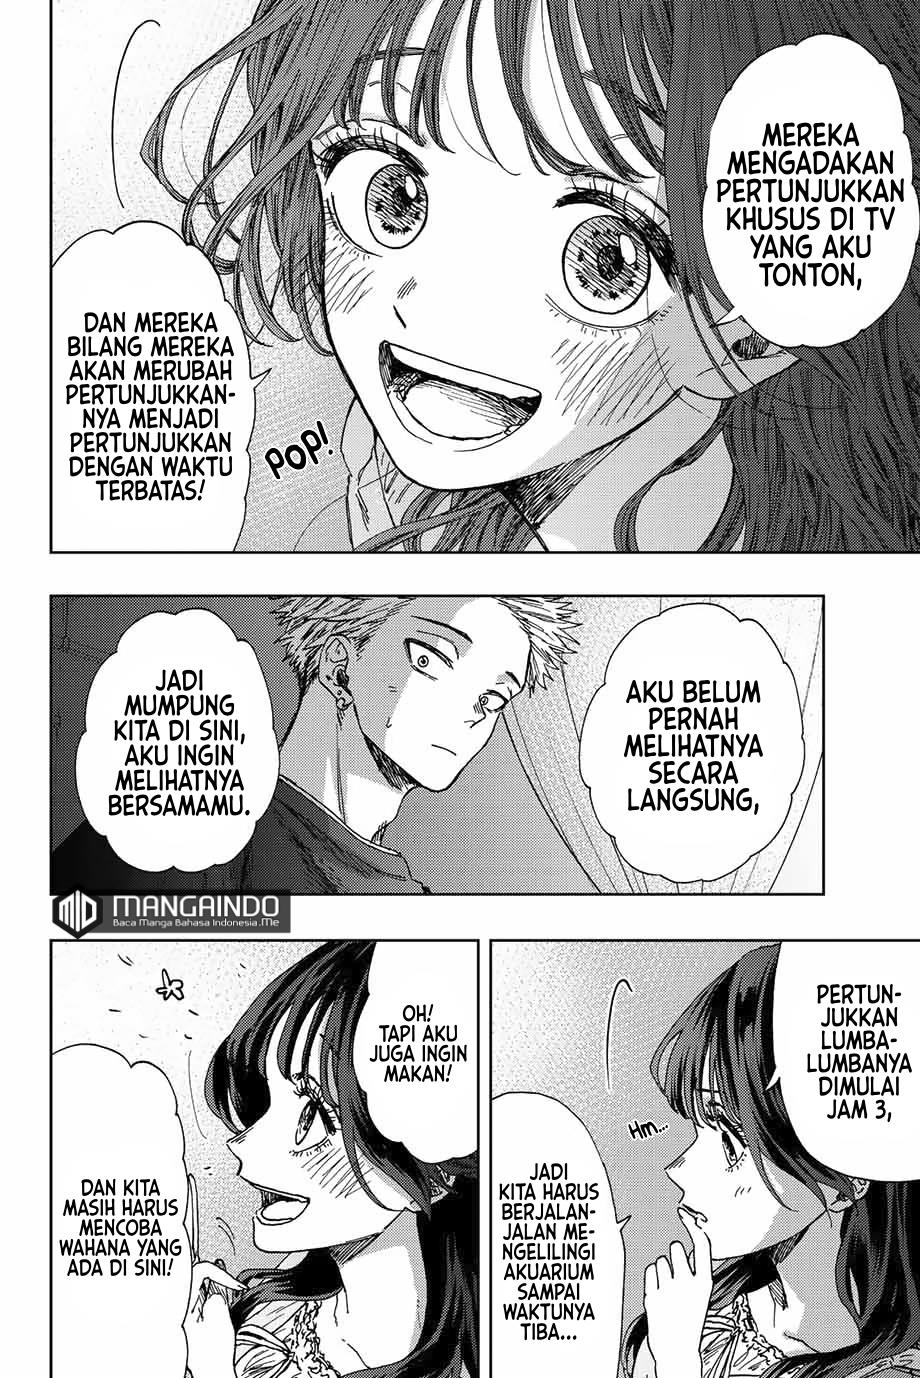 MEREKA
MENGADAKAN
PERTUNJUKKAN
KHUSUS DI TV
YANG AKU
TONTON,
DAN MEREKA
BILANG MEREKA
AKAN MERUBAH
PERTUNJUKKAN-
NYA MENJADI
PERTUNJUKKAN
DENGAN WAKTU
TERBATAS!
POP!
AKU BELUM
PERNAH
MELIHATNYA
SECARA
LANGSUNG,
JADI
MUMPUNG
KITA DI SINI,
AKU INGIN
MELIHATNYA
BERSAMAMU.
MD MANGAINDO
Baca Manga Bahasa Indonesia.Me
PERTUN-
JUKKAN
LUMBA-
LUMBANYA
DIMULAI
JAM 3,
Hm...
JADI
KITA HARUS
BERJALAN-
JALAN ME-
NGELILINGI
AKUARIUM
SAMPAI
WAKTUNYA
TIBA...
OH!
TAPI AKU
JUGA INGIN
MAKAN!
DAN KITA
MASIH HARUS
MENCOBA
WAHANA YANG
ADA DI SINI!